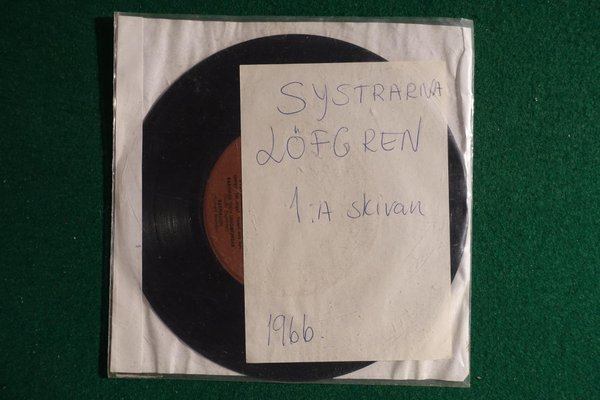 SYSTRARNA
LÖFGREN
1:A skivan
1966.